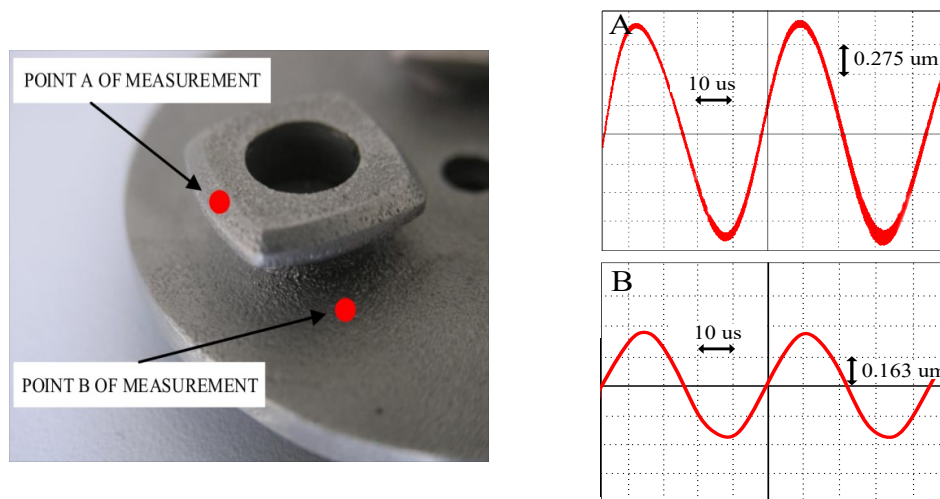 POINT A OF MEASUREMENT
POINT B OF MEASUREMENT
A
0.275 um
10 us
B
10 us
0.163 um